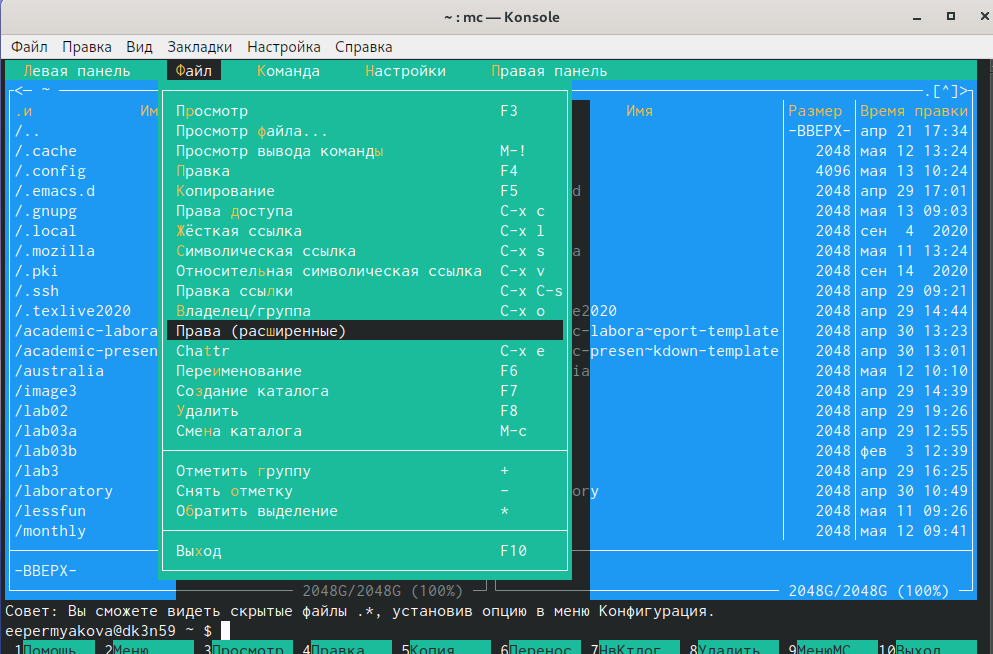 ~ : mc — Konsole
Файл Правка Вид Закладки Настройка Справка
Левая панель Файл Команда Настройки Правая панель
<— ~ .[^]>
.и Им Имя Размер Время правки
/.. -ВВЕРХ- апр 21 17:34
/.cache 2048 мая 12 13:24
/.config 4096 мая 13 10:24
/.emacs.d d 2048 апр 29 17:01
/.gnupg 2048 мая 13 09:03
/.local 2048 сен 4 2020
/.mozilla a 2048 мая 11 13:24
/.pki 2048 сен 14 2020
/.ssh 2048 апр 29 09:21
/.texlive2020 e2020 2048 апр 29 14:44
/academic-labora c-labora~eport-template 2048 апр 30 13:23
/academic-presen c-presen~kdown-template 2048 апр 30 13:01
/australia ia 2048 мая 12 10:10
/image3 2048 апр 29 14:39
/lab02 2048 апр 29 19:26
/lab03a 2048 апр 29 12:55
/lab03b 2048 фев 3 12:39
/lab3 2048 апр 29 16:25
/laboratory ory 2048 апр 30 10:49
/lessfun 2048 мая 11 09:26
/monthly 2048 мая 12 09:41
-ВВЕРХ-
Просмотр F3
Просмотр файла...
Просмотр вывода команды M-!
Правка F4
Копирование F5
Права доступа C-x c
Жёсткая ссылка C-x l
Символическая ссылка C-x s
Относительная символическая ссылка C-x v
Правка ссылки C-x C-s
Владелец/группа C-x o
Права (расширенные)
Chattr C-x e
Переименование F6
Создание каталога F7
Удалить F8
Смена каталога M-c
Отметить группу +
Снять отметку -
Обратить выделение *
Выход F10
2048G/2048G (100%) 2048G/2048G (100%)
Совет: Вы сможете видеть скрытые файлы .*, установив опцию в меню Конфигурация.
eepermyakova@dk3n59 ~ $
1Помощь 2Меню 3Просмотр 4Правка 5Копия 6Перенос 7НвКтлог 8Удалить 9МенюMC 10Выход